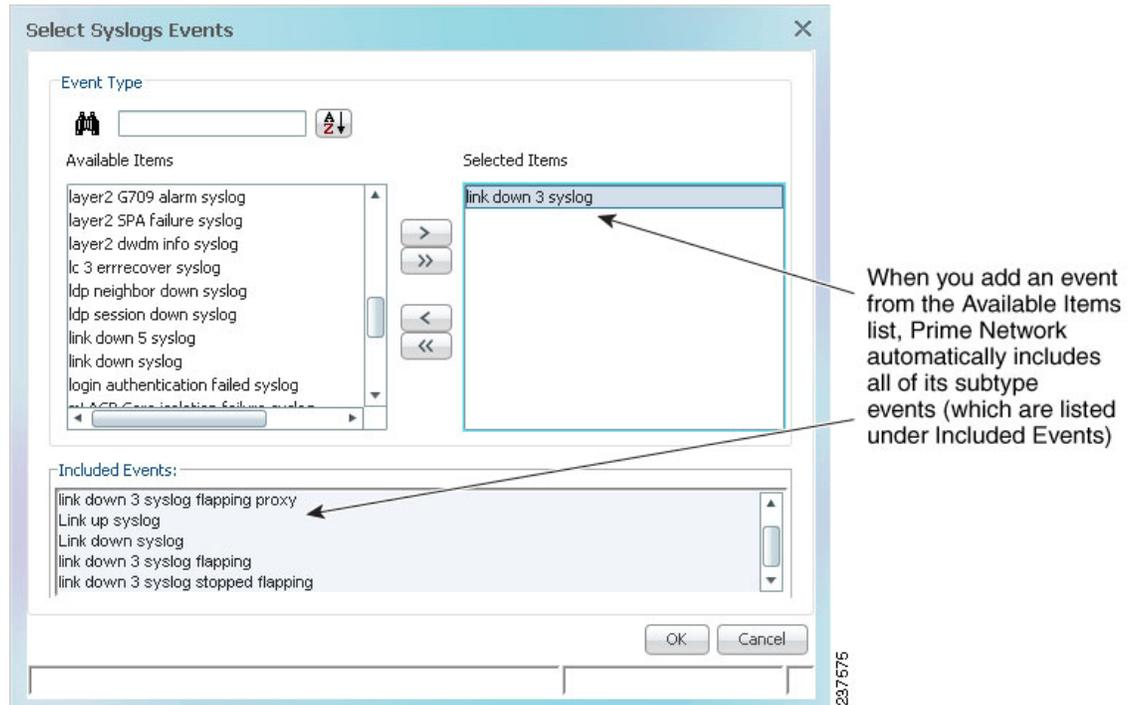 Select Syslogs Events
Event Type
Available Items
Selected Items
layer2 G709 alarm syslog
layer2 SPA failure syslog
layer2 dwdm info syslog
lc 3 errrecover syslog
ldp neighbor down syslog
ldp session down syslog
link down 5 syslog
link down syslog
login authentication failed syslog
>
>>
<
<<
link down 3 syslog
When you add an event
from the Available Items
list, Prime Network
automatically includes
all of its subtype
events (which are listed
under Included Events)
Included Events:
link down 3 syslog flapping proxy
Link up syslog
Link down syslog
link down 3 syslog flapping
link down 3 syslog stopped flapping
OK
Cancel
237575